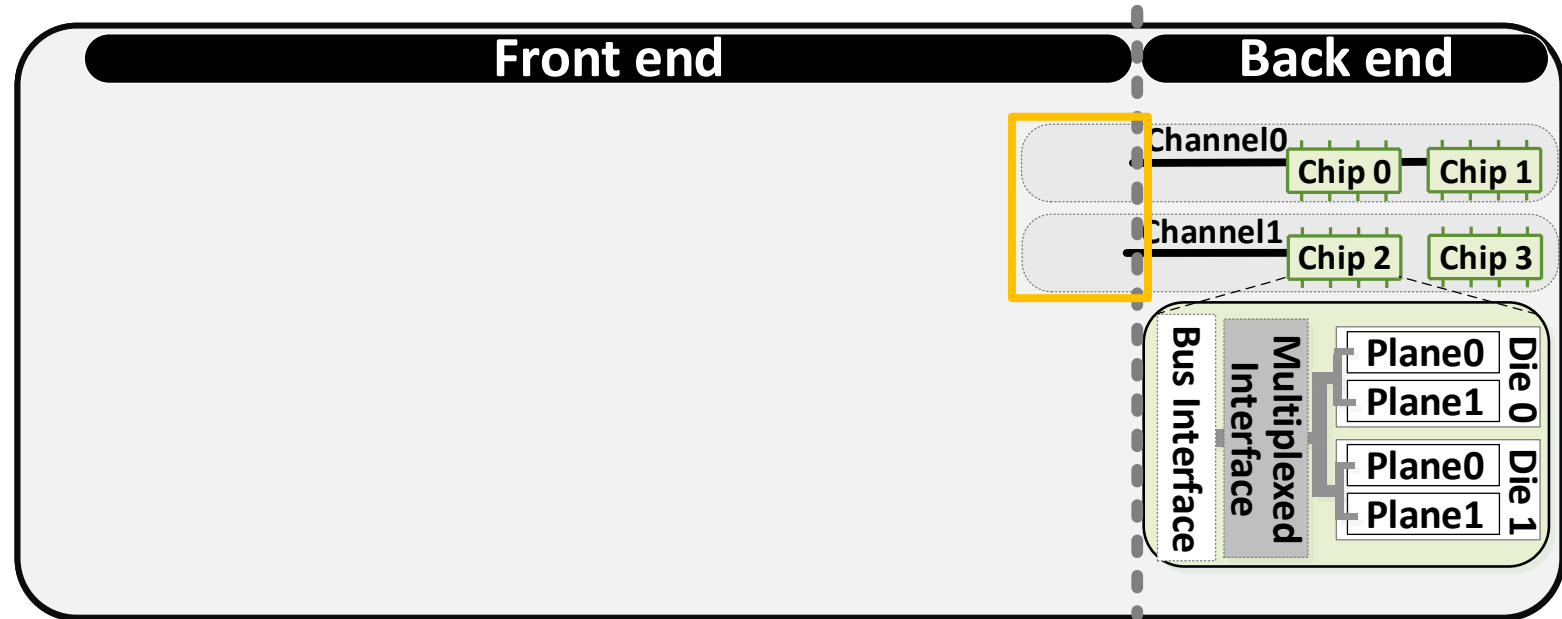 Front end
Back end
Channel0
Chip 0
Chip 1
Channel1
Chip 2
Chip 3
Bus Interface
Multiplexed
Interface
Plane0
Plane1
Die 0
Plane0
Plane1
Die 1